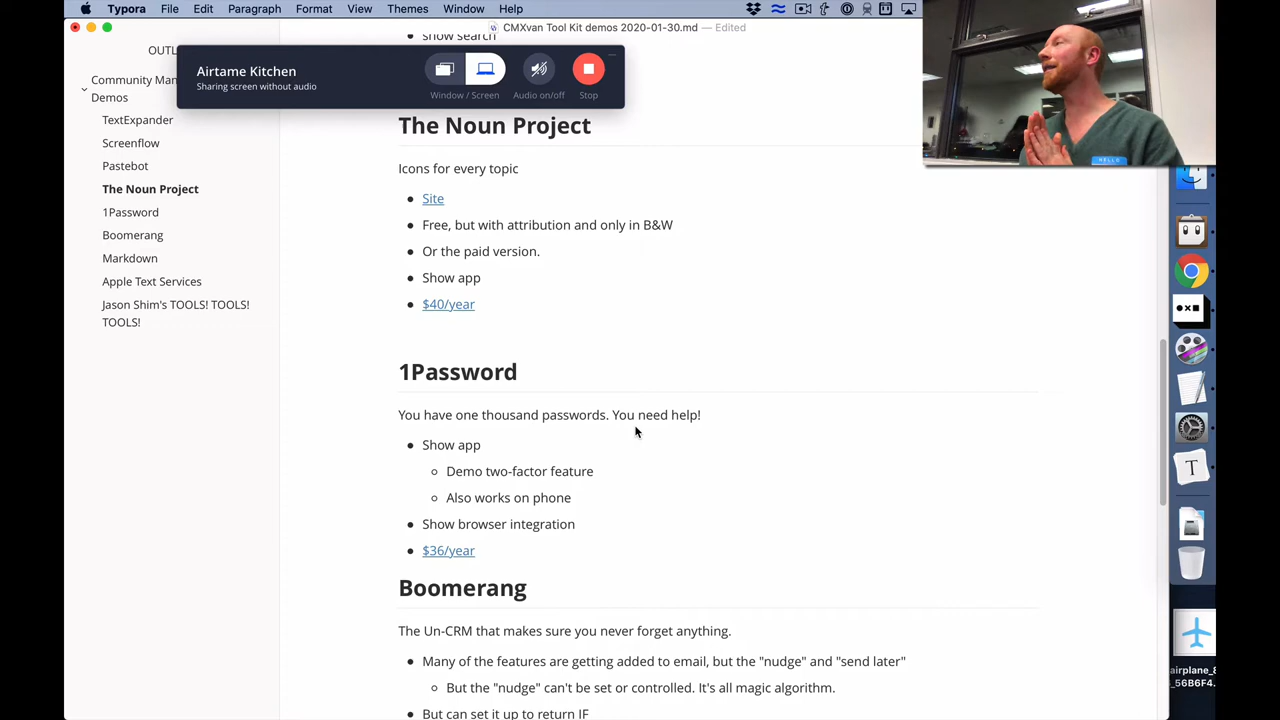 Typora File Edit Paragraph Format View Themes Window Help
CMXvan Tool Kit demos 2020-01-30.md — Edited
show search
OUTL
Airtame Kitchen
Sharing screen without audio
Window / Screen
Audio on/off
Stop
Community Man
Demos
TextExpander
Screenflow
Pastebot
The Noun Project
1Password
Boomerang
Markdown
Apple Text Services
Jason Shim's TOOLS! TOOLS!
TOOLS!
The Noun Project
Icons for every topic
Site
Free, but with attribution and only in B&W
Or the paid version.
Show app
$40/year
1Password
You have one thousand passwords. You need help!
Show app
Demo two-factor feature
Also works on phone
Show browser integration
$36/year
Boomerang
The Un-CRM that makes sure you never forget anything.
Many of the features are getting added to email, but the "nudge" and "send later"
But the "nudge" can't be set or controlled. It's all magic algorithm.
But can set it up to return IF
HELLO
T
airplane_8
_56B6F4.